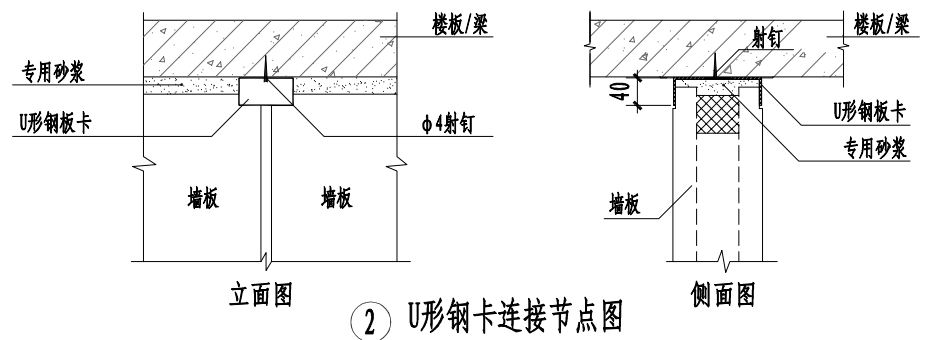 楼板/梁
专用砂浆
U形钢板卡
ф4射钉
墙板
墙板
立面图
射钉
楼板/梁
40
U形钢板卡
专用砂浆
墙板
侧面图
2 U形钢卡连接节点图